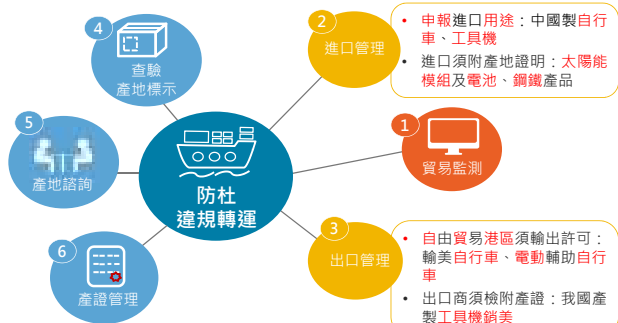 4
查驗
產地標示
2
進口管理
• 申報進口用途：中國製自行
車、工具機
• 進口須附產地證明：太陽能
模組及電池、鋼鐵產品
5
產地諮詢
防杜
違規轉運
1
貿易監測
6
產證管理
3
出口管理
• 自由貿易港區須輸出許可：
輸美自行車、電動輔助自行
車
• 出口商須檢附產證：我國產
製工具機銷美